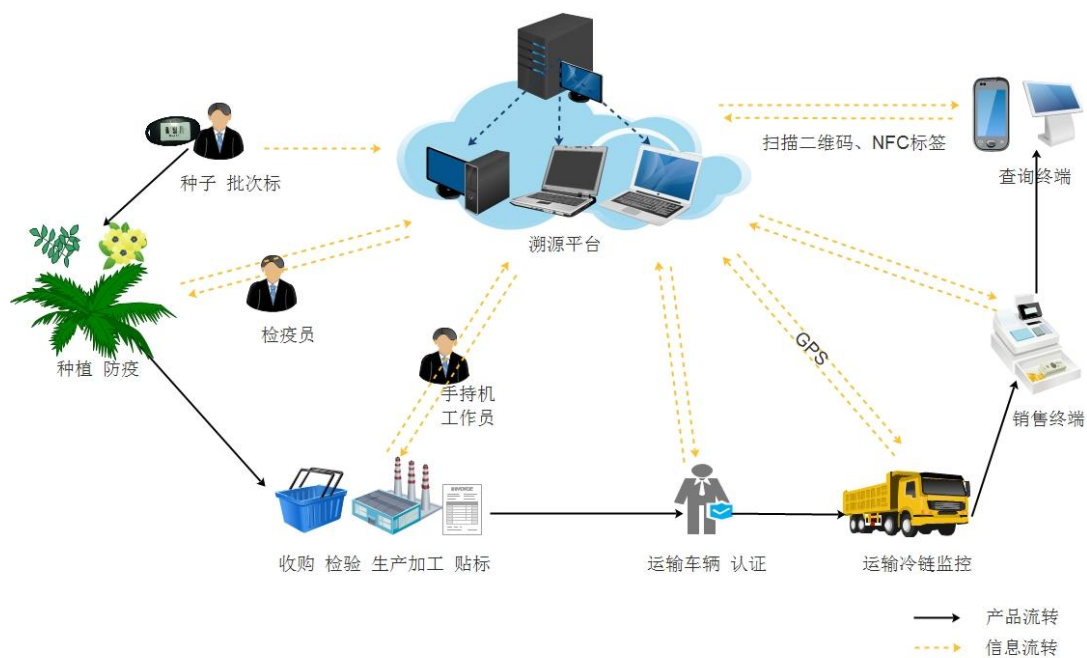 扫描二维码、NFC标签
查询终端
种子 批次标
溯源平台
检疫员
种植 防疫
GPS
手持机
工作员
销售终端
INVOICE
收购 检验 生产加工 贴标
运输车辆 认证
运输冷链监控
产品流转
信息流转